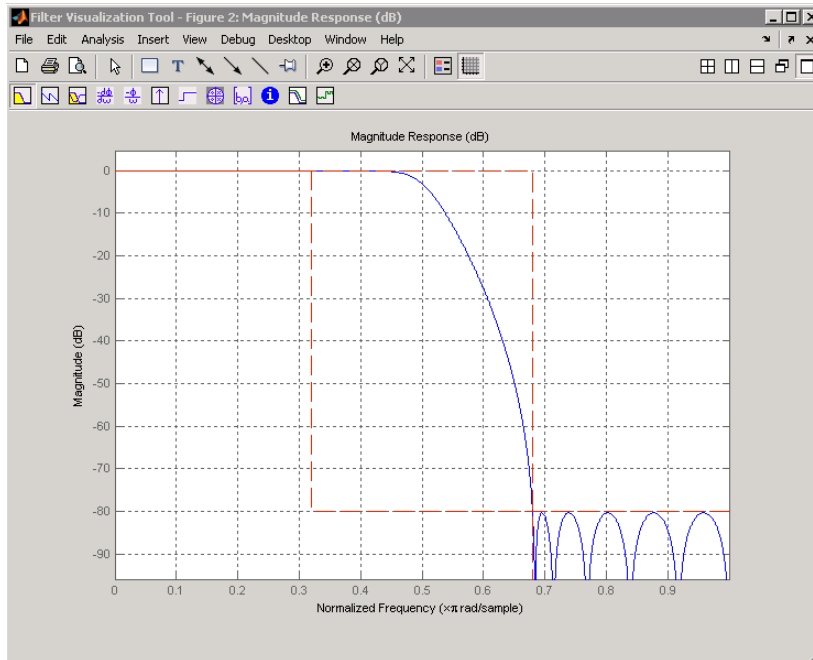 Filter Visualization Tool - Figure 2: Magnitude Response (dB)
File Edit Analysis Insert View Debug Desktop Window Help
Magnitude Response (dB)
0
-10
-20
-30
-40
-50
-60
-70
-80
-90
Magnitude (dB)
0 0.1 0.2 0.3 0.4 0.5 0.6 0.7 0.8 0.9
Normalized Frequency (×π rad/sample)